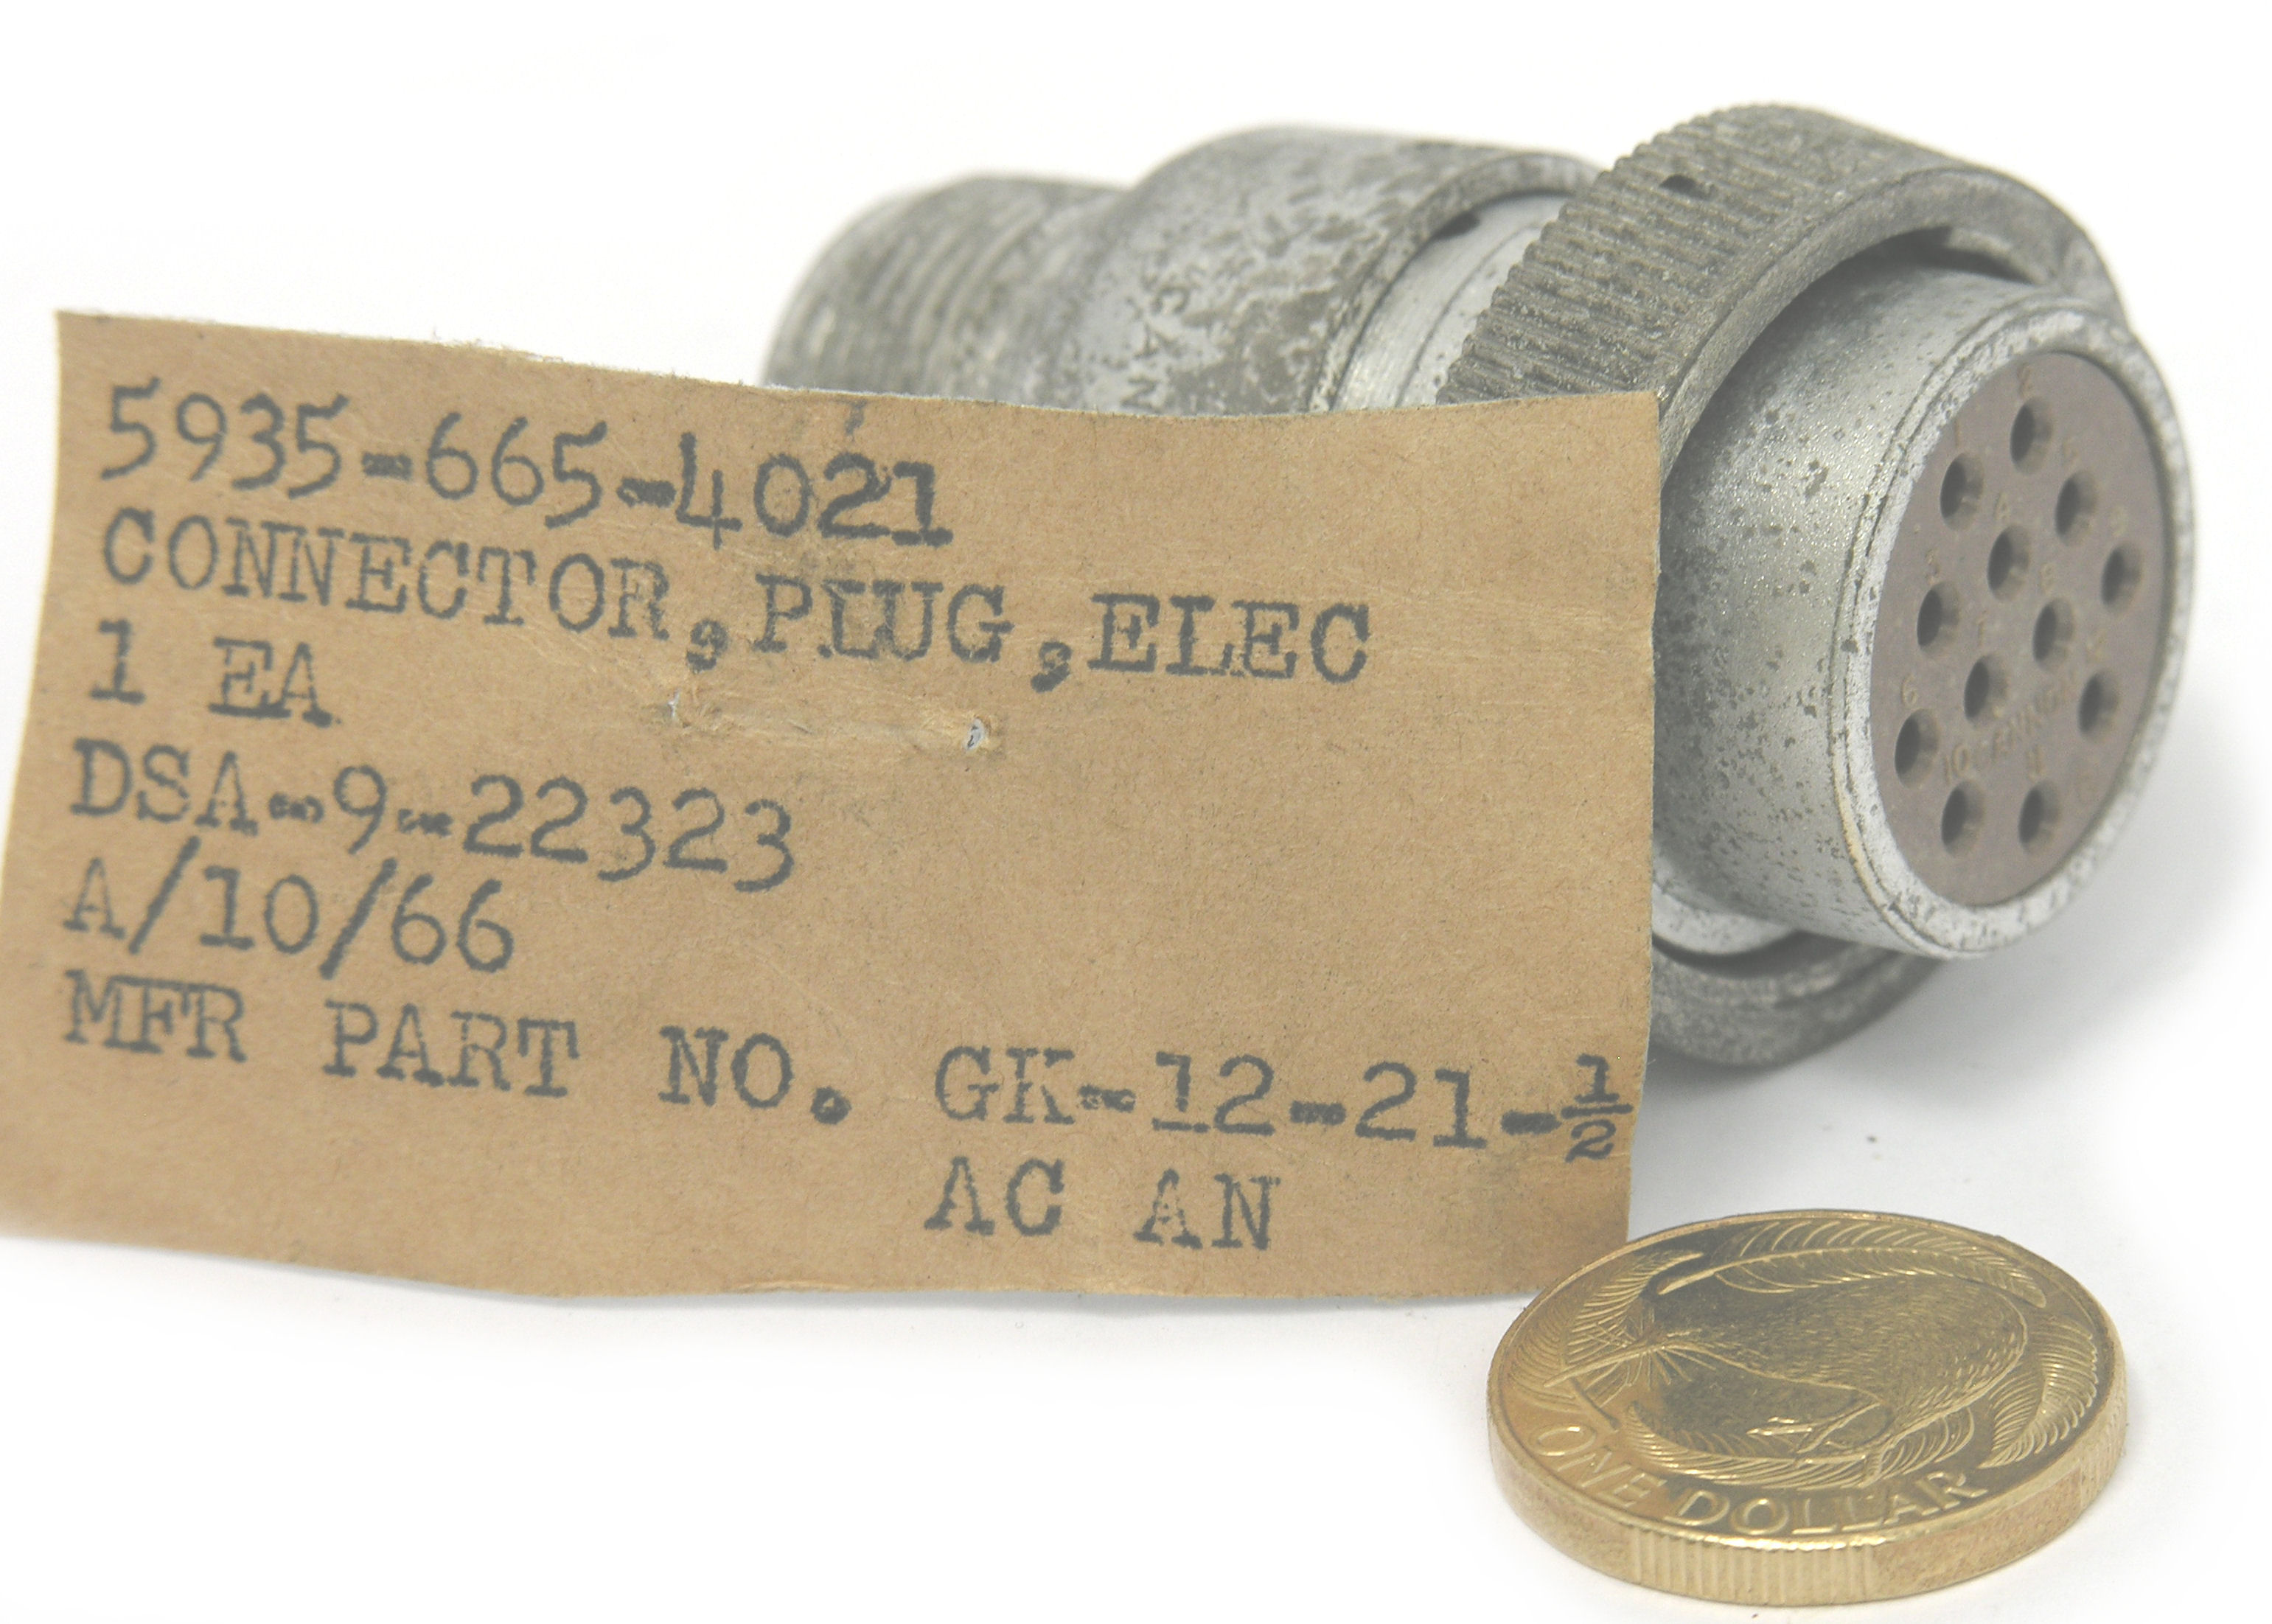 5935-665-4021
CONNECTOR,PLUG,ELEC
1 EA
DSA-9-22323
A/10/66
MFR PART NO. GK-12-21-½
AC AN
CAN
ONE DOLLAR